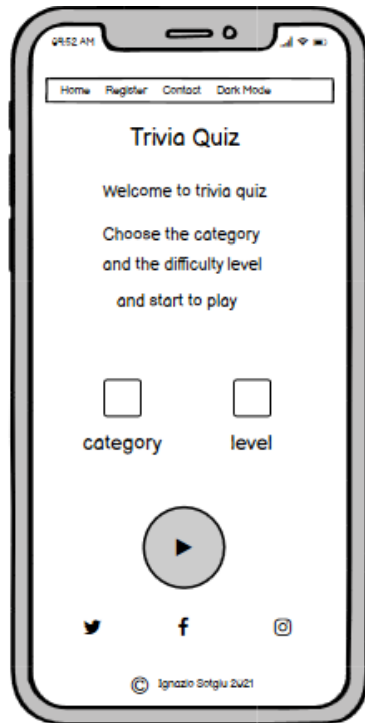 09:52 AM
Home Register Contact Dark Mode
Trivia Quiz
Welcome to trivia quiz
Choose the category
and the difficulty level
and start to play
category level
© Ignazio Sotgiu 2021